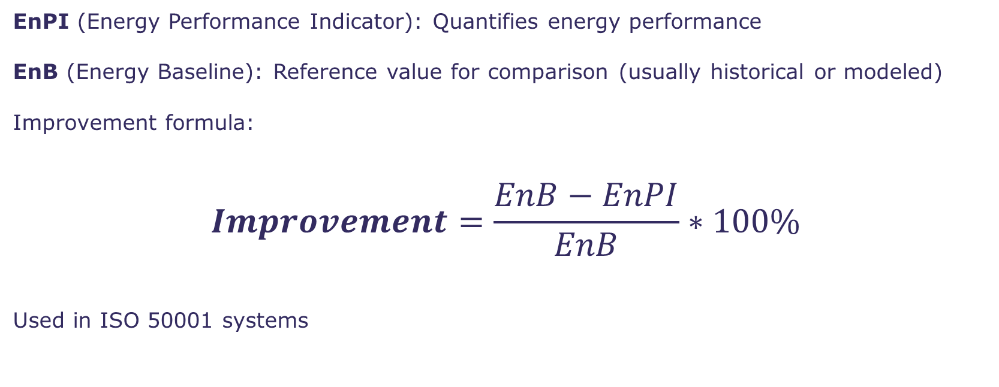 EnPI (Energy Performance Indicator): Quantifies energy performance
EnB (Energy Baseline): Reference value for comparison (usually historical or modeled)
Improvement formula:
Improvement = \frac{EnB − EnPI}{EnB} * 100%
Used in ISO 50001 systems